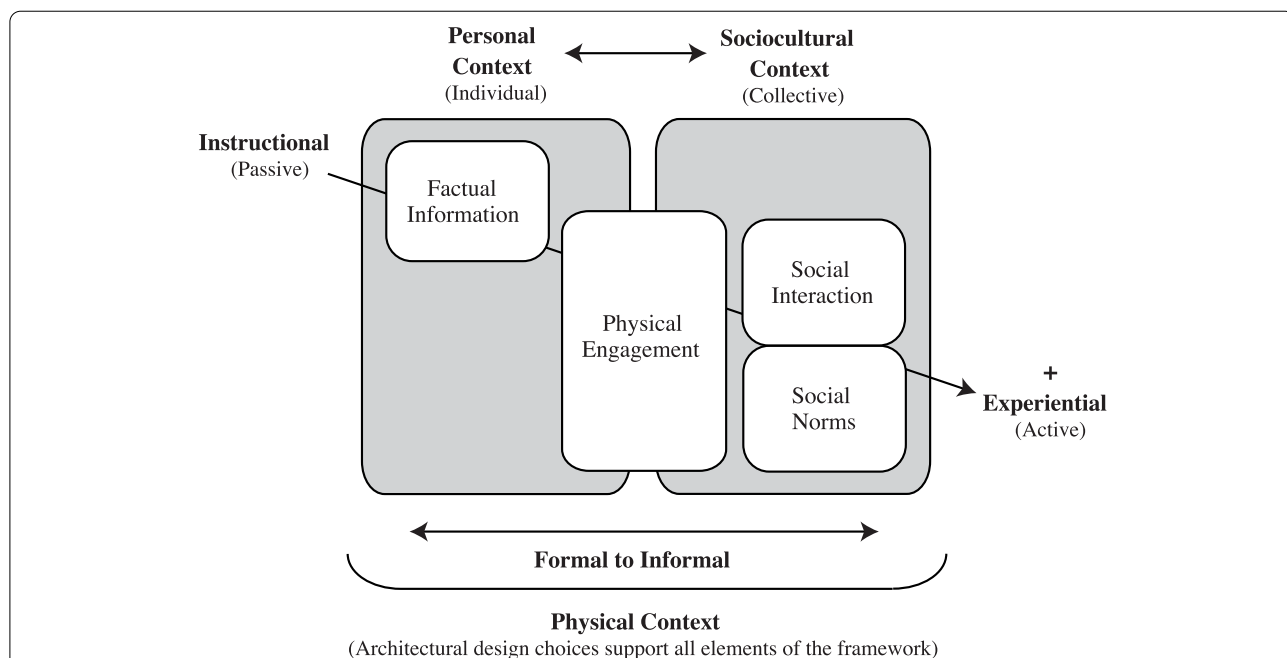 Personal
Context
(Individual)
Sociocultural
Context
(Collective)
Instructional
(Passive)
Factual
Information
Physical
Engagement
Social
Interaction
Social
Norms
+
Experiential
(Active)
Formal to Informal
Physical Context
(Architectural design choices support all elements of the framework)